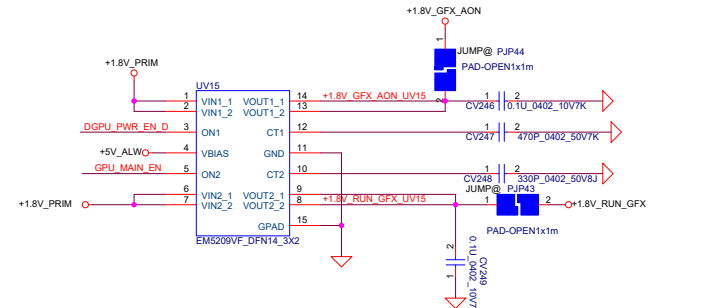 +1.8V_GFX_AON
1
JUMP@ PJP44
PAD-OPEN1x1m
2
+1.8V_PRIM
UV15
1 VIN1_1 VOUT1_1 14 +1.8V_GFX_AON_UV15 1 2
2 VIN1_2 VOUT1_2 13 CV246 0.1U_0402_10V7K
DGPU_PWR_EN_D 3 ON1 CT1 12 1 2
CV247 470P_0402_50V7K
+5V_ALW 4 VBIAS GND 11
GPU_MAIN_EN 5 ON2 CT2 10 1 2
CV248 330P_0402_50V8J
JUMP@ PJP43
6 VIN2_1 VOUT2_1 9
+1.8V_PRIM 7 VIN2_2 VOUT2_2 8 +1.8V_RUN_GFX_UV15 1 2 +1.8V_RUN_GFX
GPAD 15
PAD-OPEN1x1m
EM5209VF_DFN14_3X2
2
1
CV249
0.1U_0402_10V7